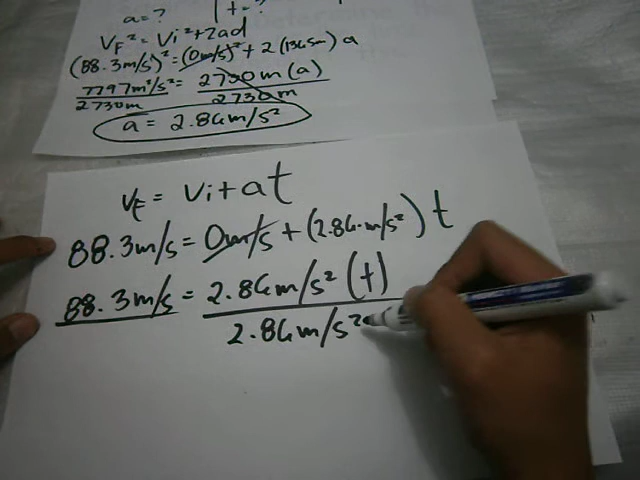 a = ? t = ?
VF² = Vi² + 2ad
(88.3m/s)² = (0m/s)² + 2(1365m) a
7797m²/s² = 2730m (a)
2730m 2730m
a = 2.86m/s²
VF = Vi + at
88.3m/s = 0m/s + (2.86m/s²) t
88.3m/s = 2.86m/s² (t)
2.86m/s²